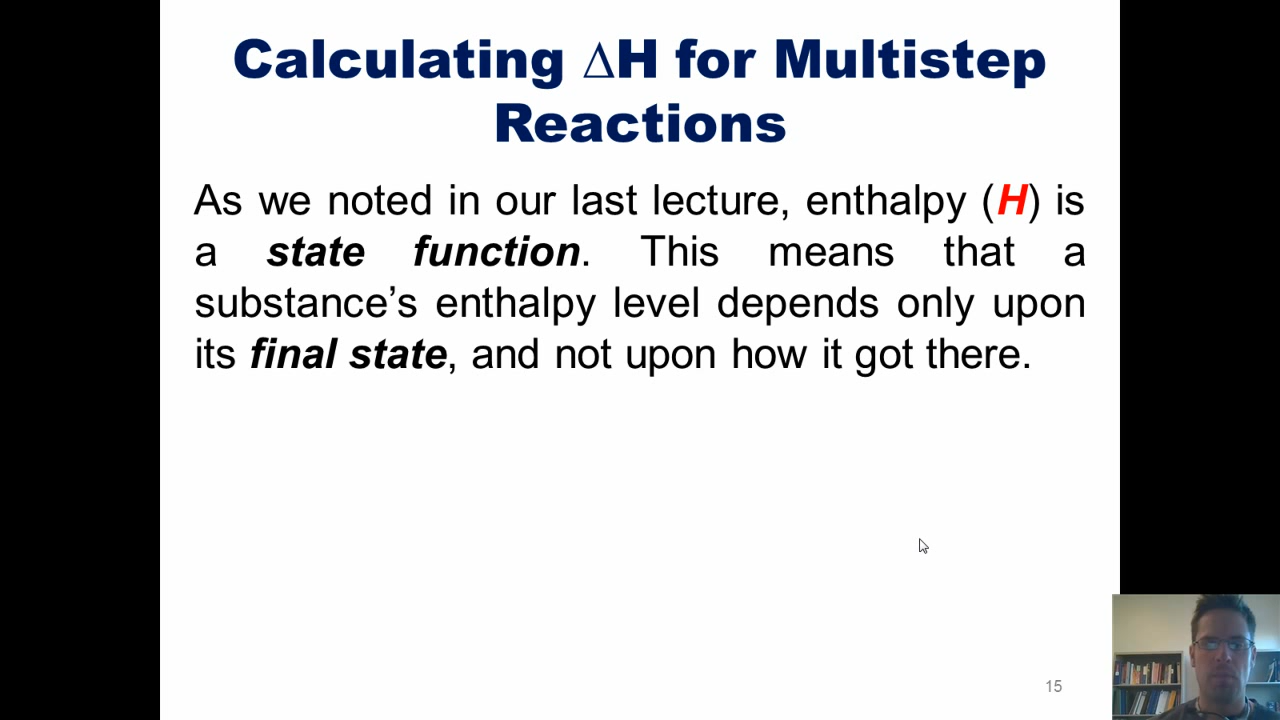 Calculating ∆H for Multistep
Reactions
As we noted in our last lecture, enthalpy (H) is
a state function. This means that a
substance’s enthalpy level depends only upon
its final state, and not upon how it got there.
15